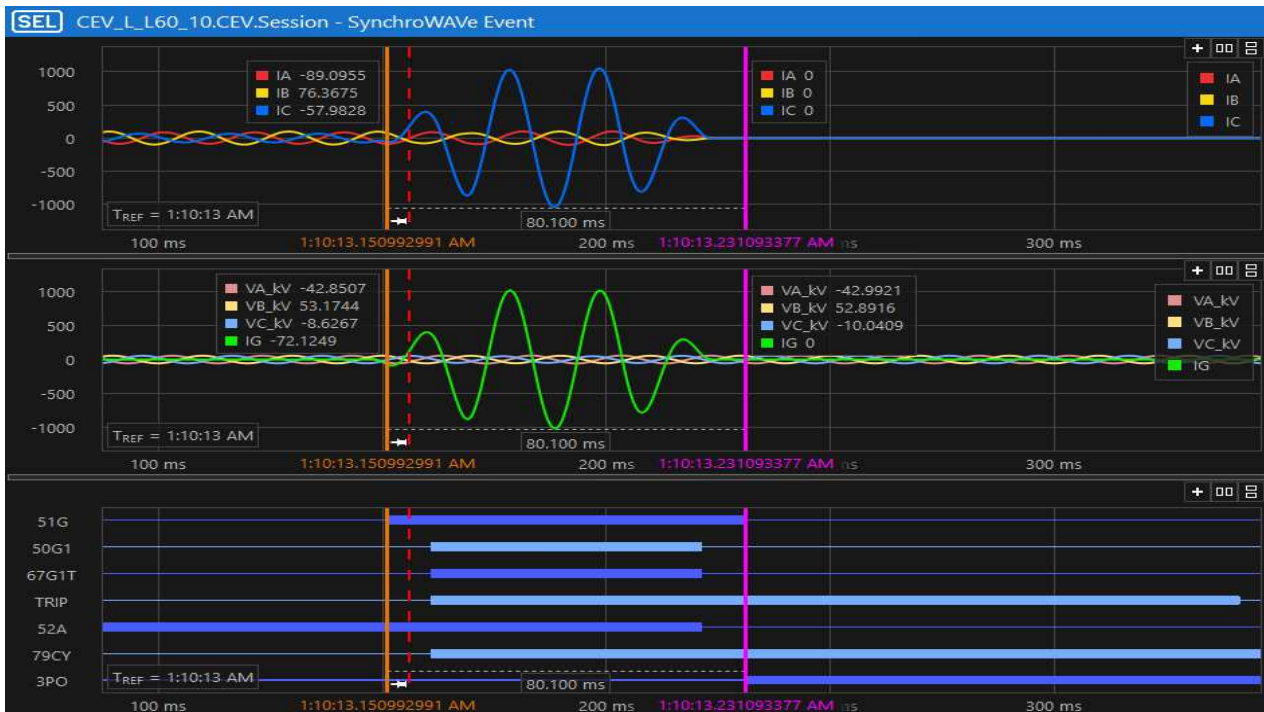 SEL CEV_L_L60_10.CEV.Session - SynchroWAVe Event
1000
500
0
-500
-1000
IA -89.0955
IB 76.3675
IC -57.9828
IA 0
IB 0
IC 0
IA
IB
IC
TREF = 1:10:13 AM
80.100 ms
100 ms 1:10:13.150992991 AM 200 ms 1:10:13.231093377 AM ms 300 ms
1000
500
0
-500
-1000
VA_kV -42.8507
VB_kV 53.1744
VC_kV -8.6267
IG -72.1249
VA_kV -42.9921
VB_kV 52.8916
VC_kV -10.0409
IG 0
VA_kV
VB_kV
VC_kV
IG
TREF = 1:10:13 AM
80.100 ms
100 ms 1:10:13.150992991 AM 200 ms 1:10:13.231093377 AM ms 300 ms
51G
50G1
67G1T
TRIP
52A
79CY
3PO
TREF = 1:10:13 AM
80.100 ms
100 ms 1:10:13.150992991 AM 200 ms 1:10:13.231093377 AM ms 300 ms